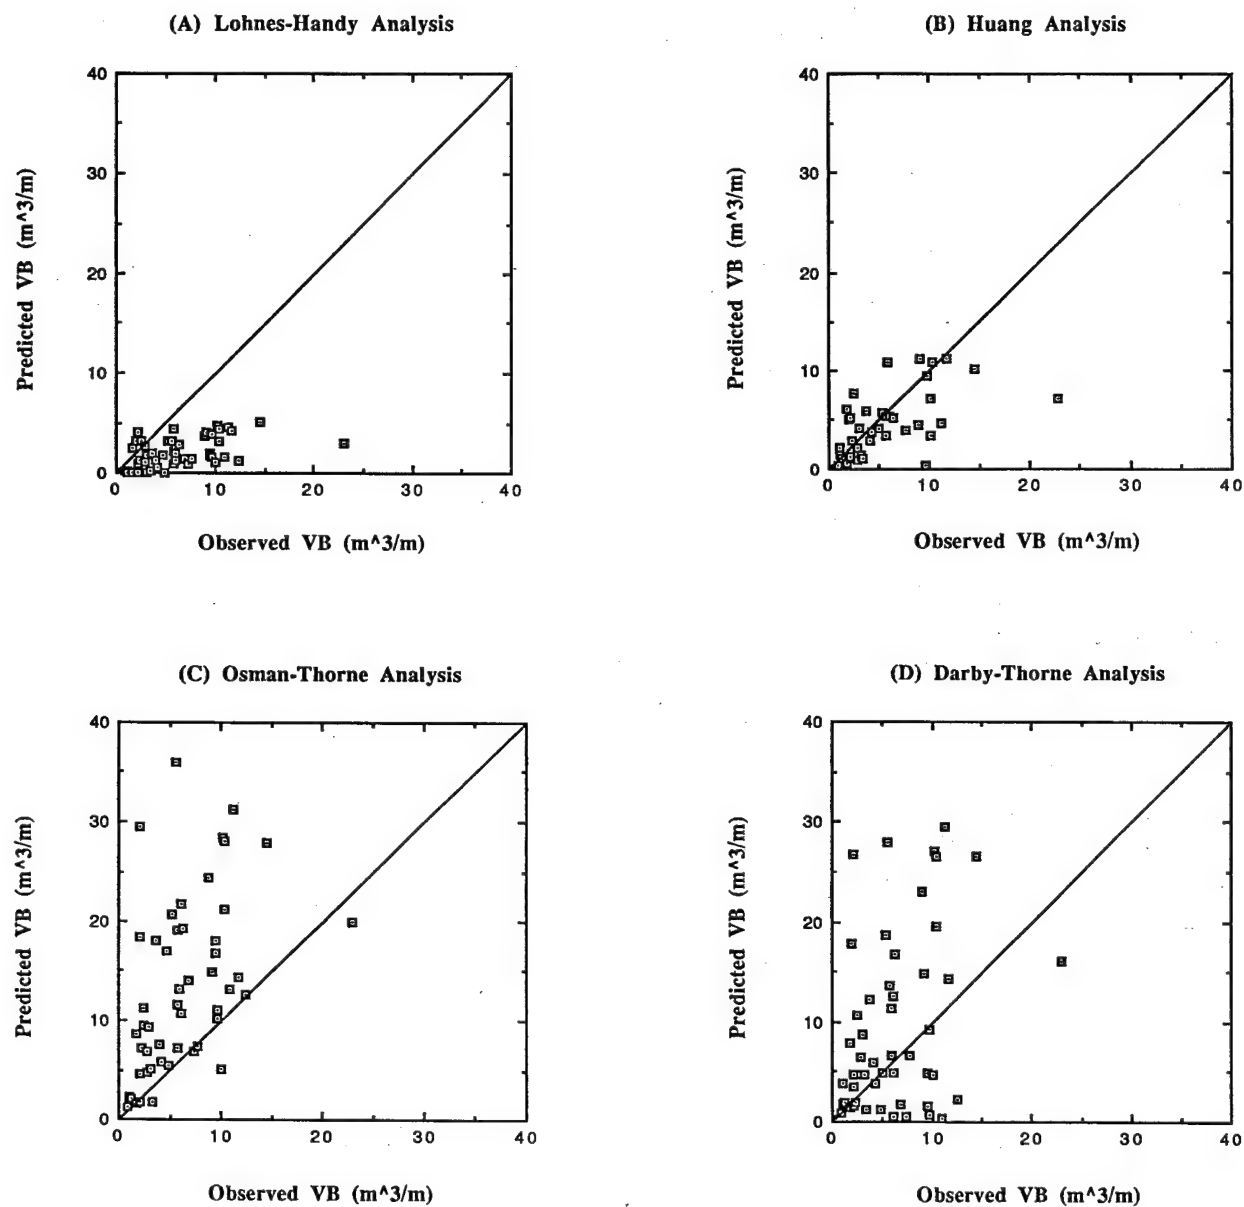 (A) Lohnes-Handy Analysis
(B) Huang Analysis
40
30
20
10
0
0 10 20 30 40
Predicted VB (m^3/m)
Observed VB (m^3/m)
40
30
20
10
0
0 10 20 30 40
Predicted VB (m^3/m)
Observed VB (m^3/m)
(C) Osman-Thorne Analysis
(D) Darby-Thorne Analysis
40
30
20
10
0
0 10 20 30 40
Predicted VB (m^3/m)
Observed VB (m^3/m)
40
30
20
10
0
0 10 20 30 40
Predicted VB (m^3/m)
Observed VB (m^3/m)